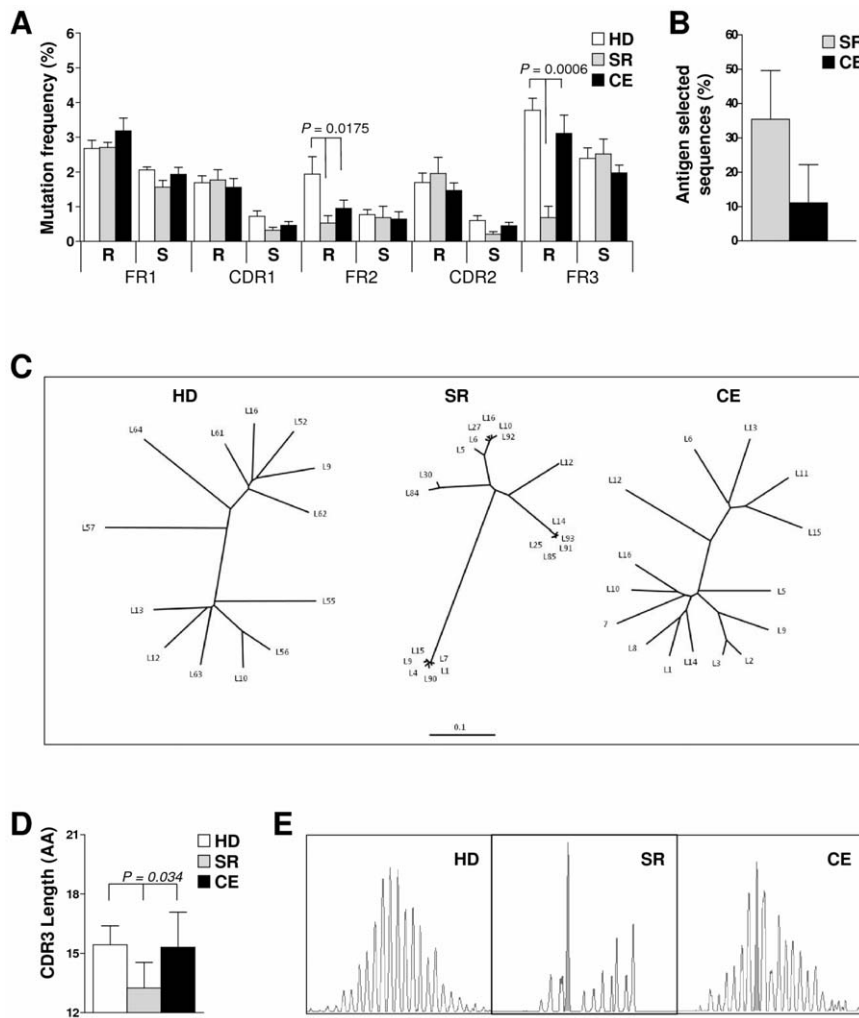 A
Mutation frequency (%)
6
5
4
3
2
1
0
HD
SR
CE
P = 0.0175
P = 0.0006
R S R S R S R S R S
FR1 CDR1 FR2 CDR2 FR3
B
Antigen selected
sequences (%)
60
50
40
30
20
10
0
SR
CE
C
HD
L64
L61
L16
L52
L9
L62
L57
L55
L13
L12
L63
L10
L56
SR
L16
L27
L10
L6
L92
L5
L30
L84
L12
L14
L93
L25
L91
L85
L15
L7
L9
L4
L1
L90
0.1
CE
L13
L6
L11
L12
L15
L16
L10
L5
7
L9
L8
L2
L3
L14
L1
D
CDR3 Length (AA)
21
18
15
12
HD
SR
CE
P = 0.034
E
HD
SR
CE